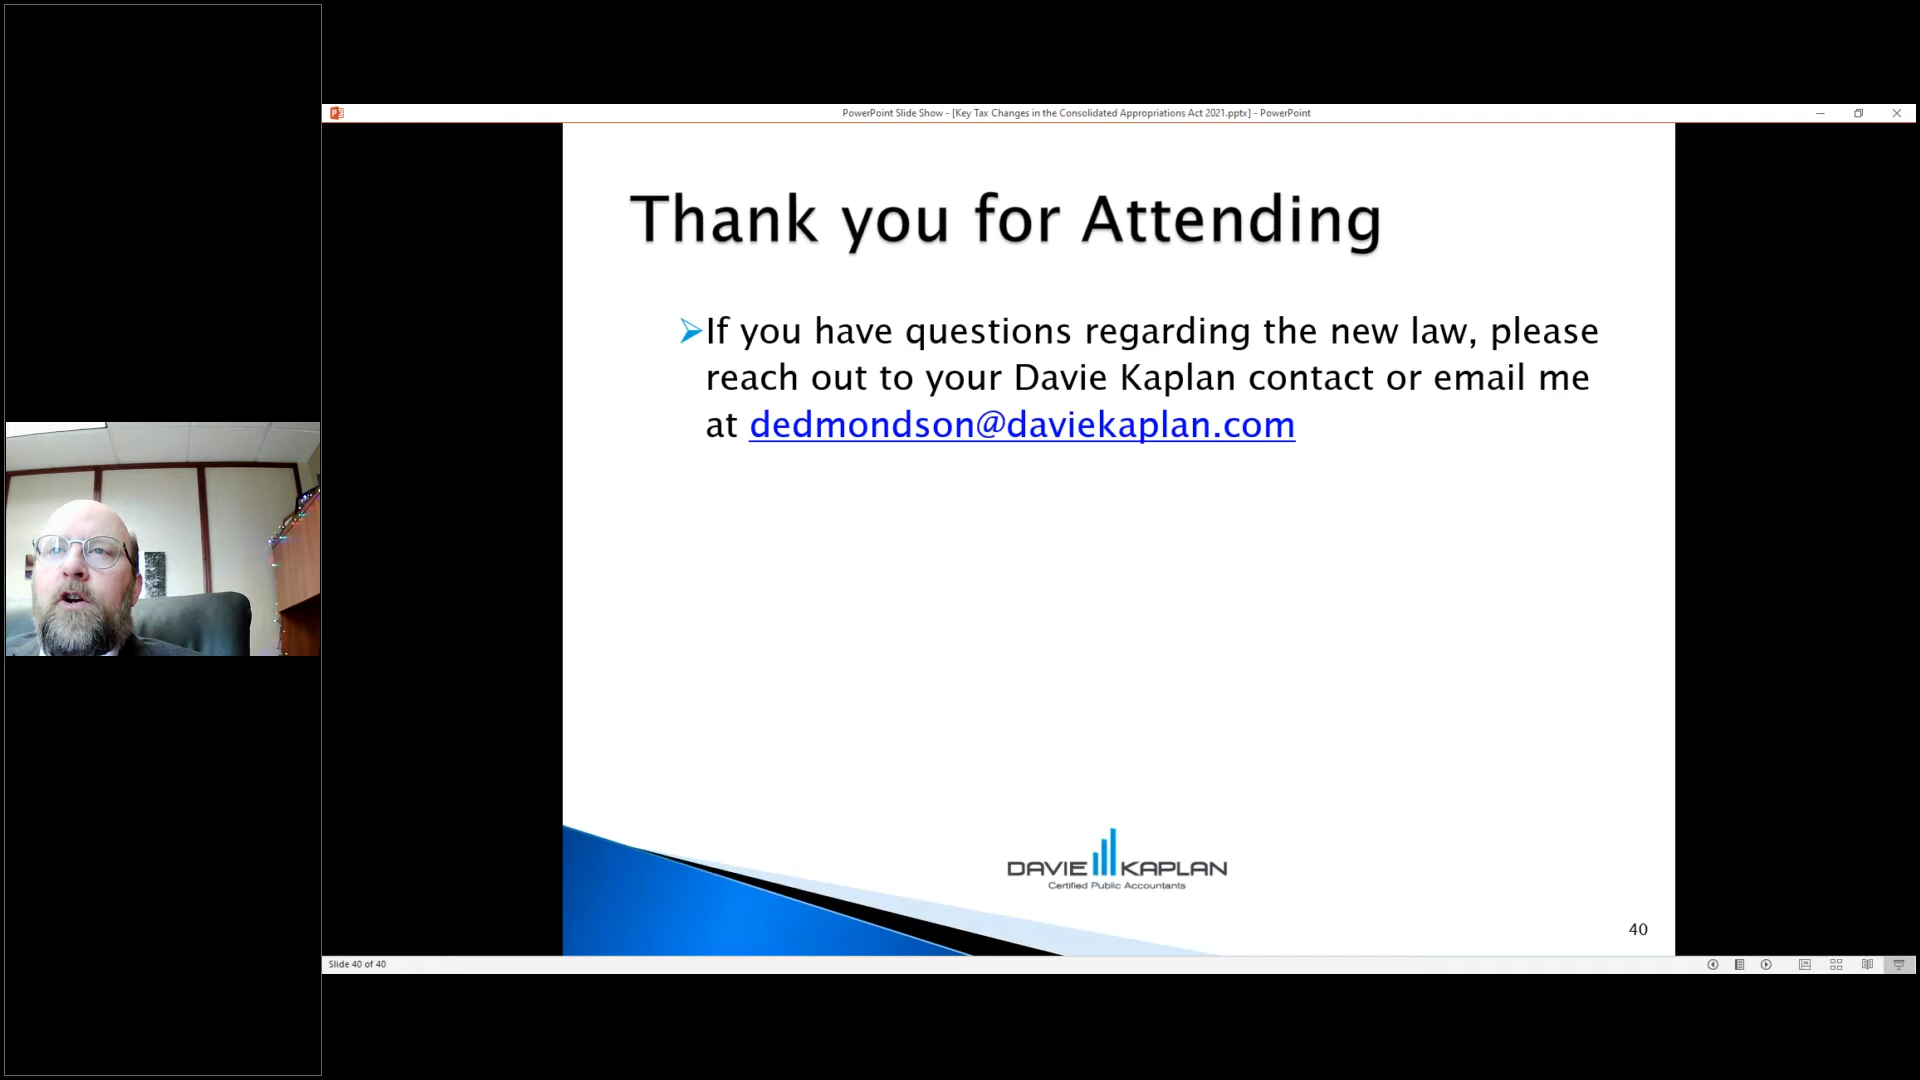 PowerPoint Slide Show - [Key Tax Changes in the Consolidated Appropriations Act 2021.pptx] - PowerPoint
Thank you for Attending
If you have questions regarding the new law, please
reach out to your Davie Kaplan contact or email me
at dedmondson@daviekaplan.com
DAVIE KAPLAN
Certified Public Accountants
40
Slide 40 of 40